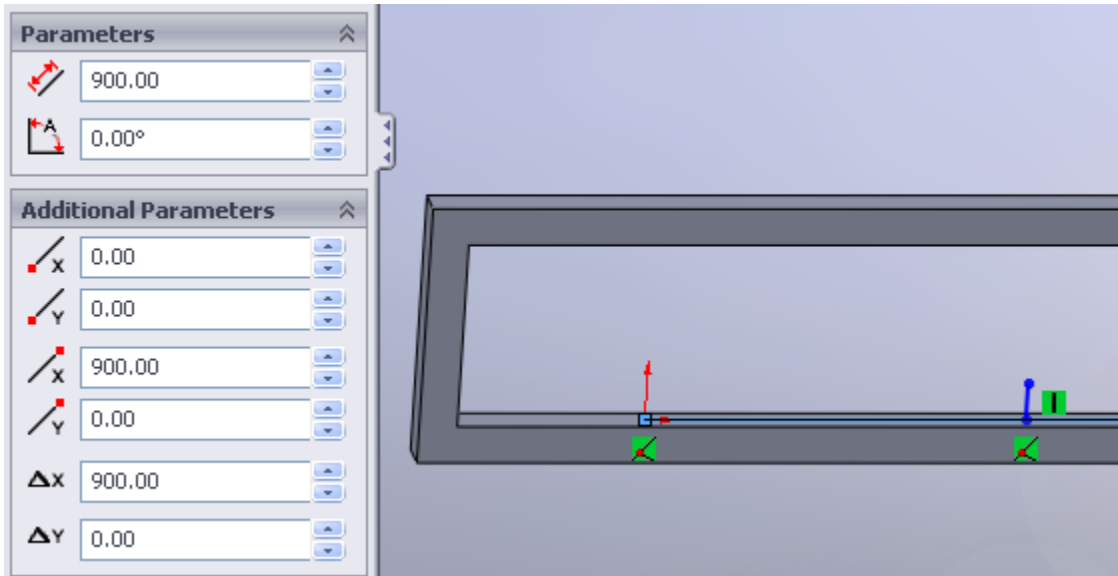 Parameters
900.00
A
0.00°
Additional Parameters
X
0.00
Y
0.00
X
900.00
Y
0.00
ΔX
900.00
ΔY
0.00